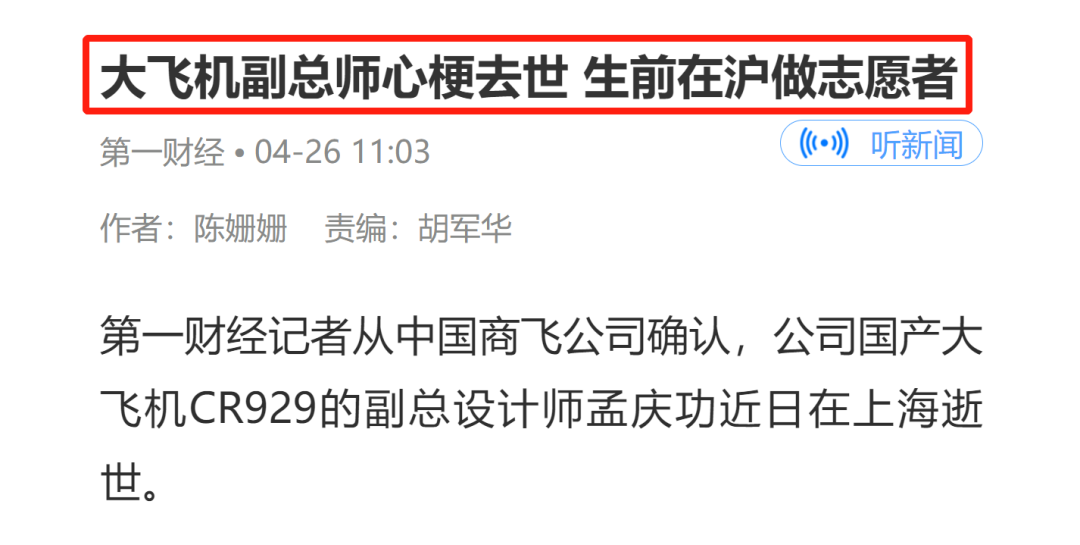 大飞机副总师心梗去世 生前在沪做志愿者
第一财经 • 04-26 11:03
听新闻
作者：陈姗姗 责编：胡军华
第一财经记者从中国商飞公司确认，公司国产大
飞机CR929的副总设计师孟庆功近日在上海逝
世。